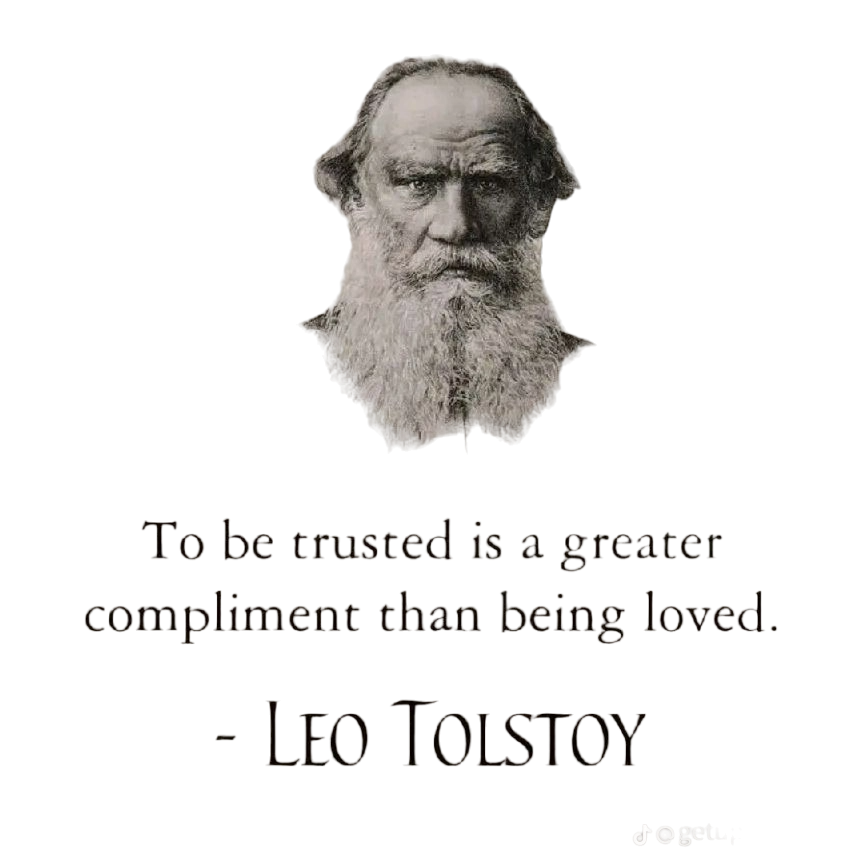 To be trusted is a greater
compliment than being loved.
- LEO TOLSTOY